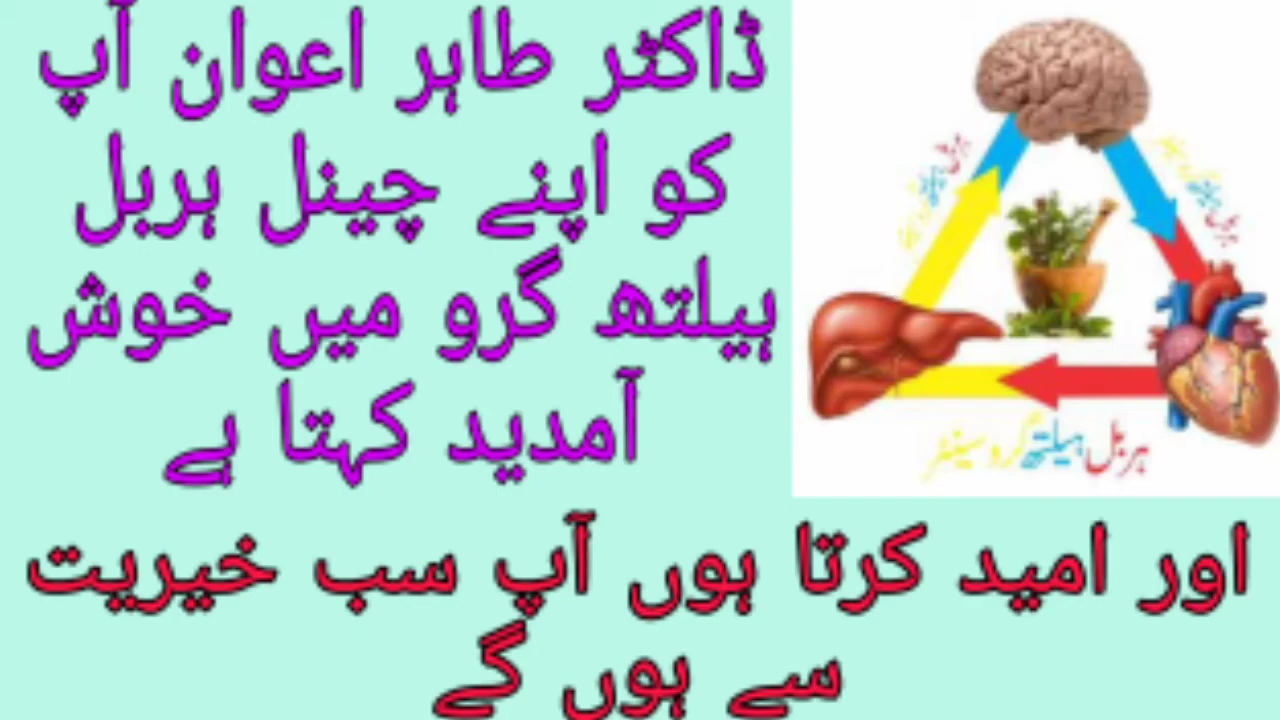 ڈاکٹر طاہر اعوان آپ
کو اپنے چینل ہربل
ہیلتھ گرو میں خوش
آمدید کہتا ہے
ہربل ہیلتھ گرو سینٹر
اور امید کرتا ہوں آپ سب خیریت
سے ہوں گے